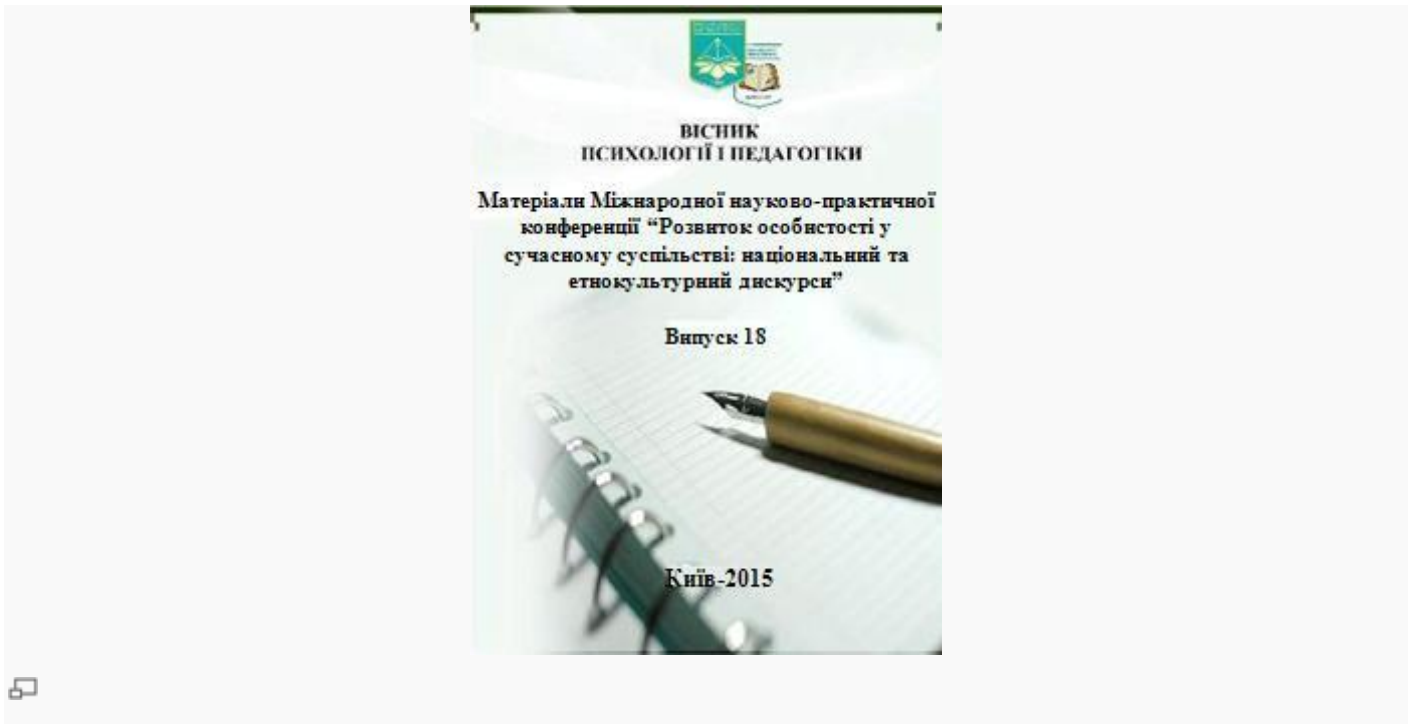 ВІСНИК
ПСИХОЛОГІЇ І ПЕДАГОГІКИ
Матеріали Міжнародної науково-практичної
конференції “Розвиток особистості у
сучасному суспільстві: національний та
етнокультурний дискурси”
Випуск 18
Київ-2015